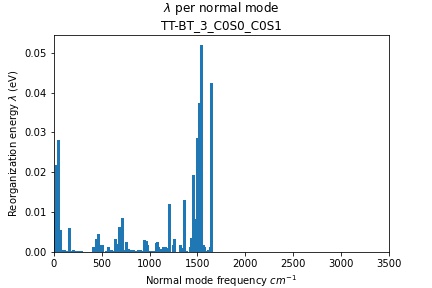 λ per normal mode
TT-BT_3_C0S0_C0S1
Reorganization energy λ (eV)
0.05
0.04
0.03
0.02
0.01
0.00
0 500 1000 1500 2000 2500 3000 3500
Normal mode frequency cm⁻¹